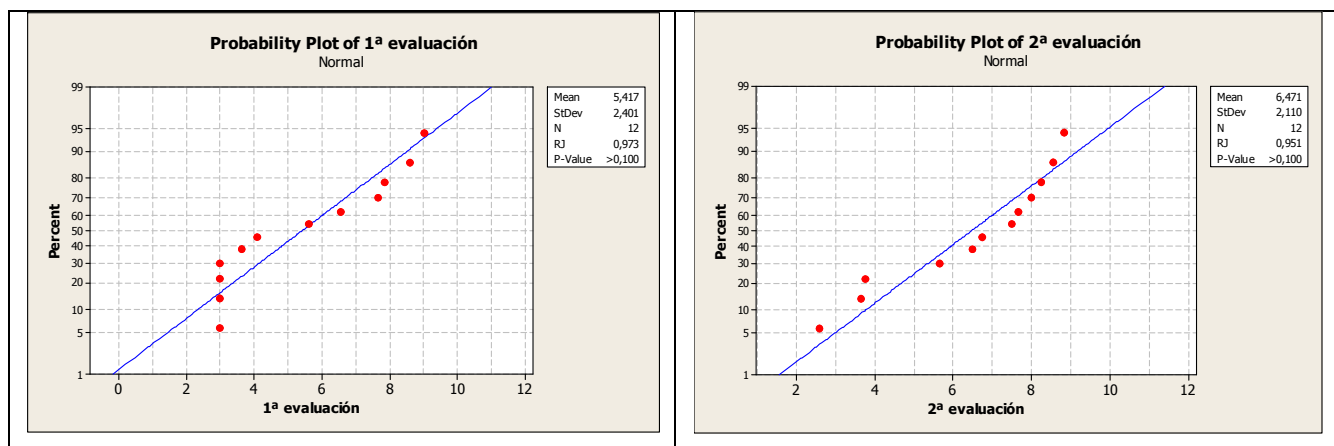 Probability Plot of 1ª evaluación
Normal
Percent
99
95
90
80
70
60
50
40
30
20
10
5
1
0 2 4 6 8 10 12
1ª evaluación
Mean 5,417
StDev 2,401
N 12
RJ 0,973
P-Value >0,100
Probability Plot of 2ª evaluación
Normal
Percent
99
95
90
80
70
60
50
40
30
20
10
5
1
2 4 6 8 10 12
2ª evaluación
Mean 6,471
StDev 2,110
N 12
RJ 0,951
P-Value >0,100